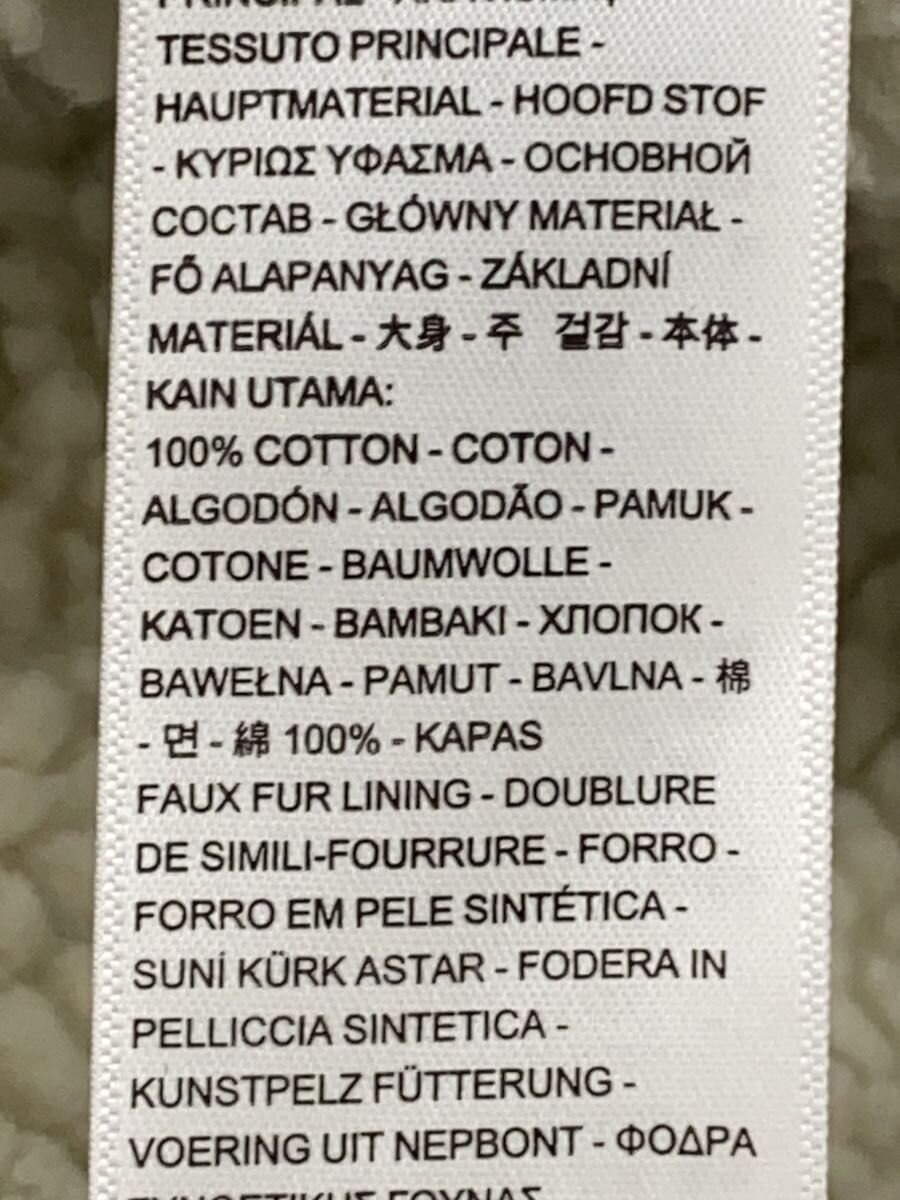 TESSUTO PRINCIPALE -
HAUPTMATERIAL - HOOFD STOF
- ΚΥΡΙΩΣ ΥΦΑΣΜΑ - ОСНОВНОЙ
СОСТАВ - GŁÓWNY MATERIAŁ -
FŐ ALAPANYAG - ZÁKLADNÍ
MATERIÁL - 大身 - 주 걸감 - 本体 -
KAIN UTAMA:
100% COTTON - COTON -
ALGODÓN - ALGODÃO - PAMUK -
COTONE - BAUMWOLLE -
KATOEN - BAMBAKI - ХЛОПОК -
BAWEŁNA - PAMUT - BAVLNA - 棉
- 면 - 綿 100% - KAPAS
FAUX FUR LINING - DOUBLURE
DE SIMILI-FOURRURE - FORRO -
FORRO EM PELE SINTÉTICA -
SUNİ KÜRK ASTAR - FODERA IN
PELLICCIA SINTETICA -
KUNSTPELZ FÜTTERUNG -
VOERING UIT NEPBONT - ΦΟΔΡΑ